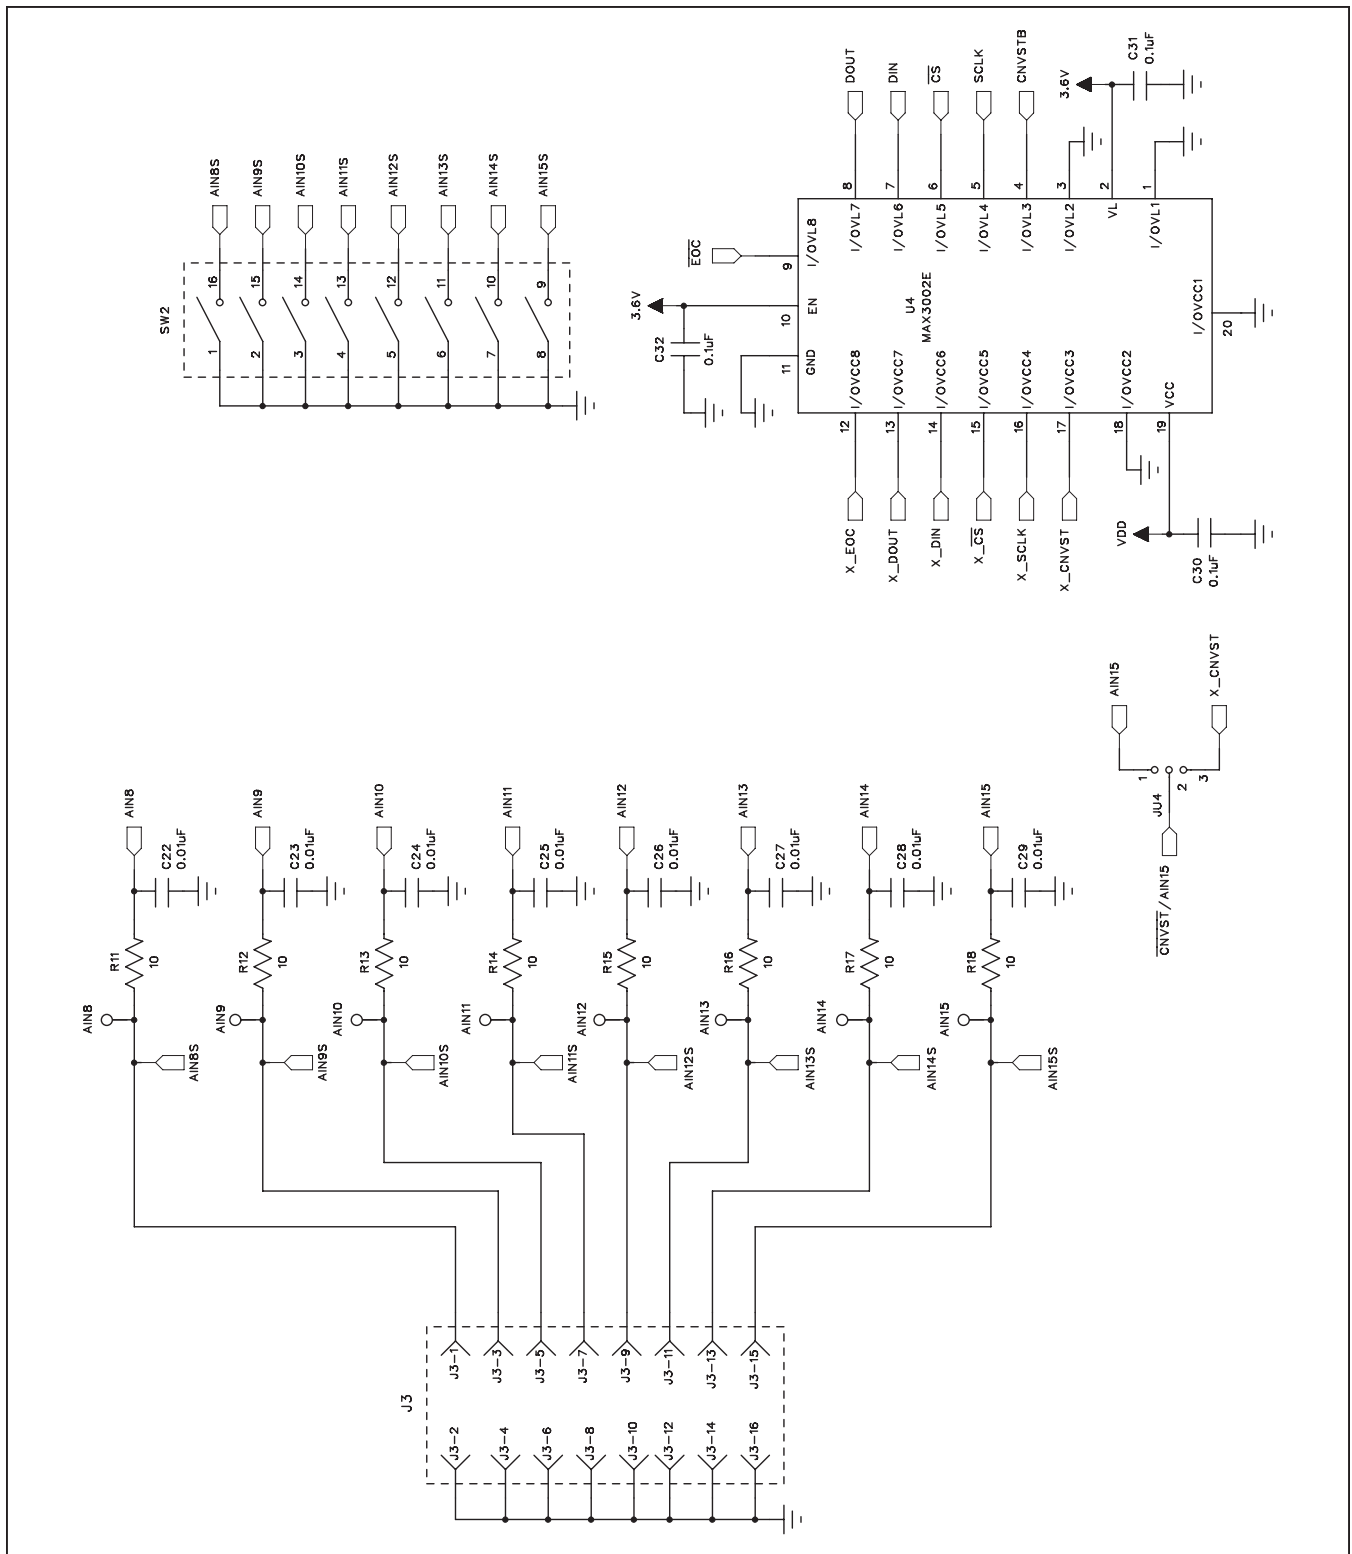 SW2
AIN8S
AIN9S
AIN10S
AIN11S
AIN12S
AIN13S
AIN14S
AIN15S
16
15
14
13
12
11
10
9
1
2
3
4
5
6
7
8
DOUT
DIN
CS
SCLK
CNVSTB
3.6V
C31
0.1uF
8
7
6
5
4
3
2
1
I/OVL7
I/OVL6
I/OVL5
I/OVL4
I/OVL3
I/OVL2
VL
I/OVL1
EOC
9
I/OVL8
3.6V
10
EN
C32
0.1uF
11
GND
U4
MAX3002E
I/OVCC1
20
I/OVCC8
I/OVCC7
I/OVCC6
I/OVCC5
I/OVCC4
I/OVCC3
I/OVCC2
VCC
12
13
14
15
16
17
18
19
X_EOC
X_DOUT
X_DIN
X_CS
X_SCLK
X_CNVST
VDD
C30
0.1uF
AIN15
X_CNVST
1
2
3
JU4
CNVST/AIN15
AIN8
AIN9
AIN10
AIN11
AIN12
AIN13
AIN14
AIN15
C22
0.01uF
C23
0.01uF
C24
0.01uF
C25
0.01uF
C26
0.01uF
C27
0.01uF
C28
0.01uF
C29
0.01uF
R11
10
R12
10
R13
10
R14
10
R15
10
R16
10
R17
10
R18
10
AIN8
AIN9
AIN10
AIN11
AIN12
AIN13
AIN14
AIN15
AIN8S
AIN9S
AIN10S
AIN11S
AIN12S
AIN13S
AIN14S
AIN15S
J3
J3-1
J3-3
J3-5
J3-7
J3-9
J3-11
J3-13
J3-15
J3-2
J3-4
J3-6
J3-8
J3-10
J3-12
J3-14
J3-16